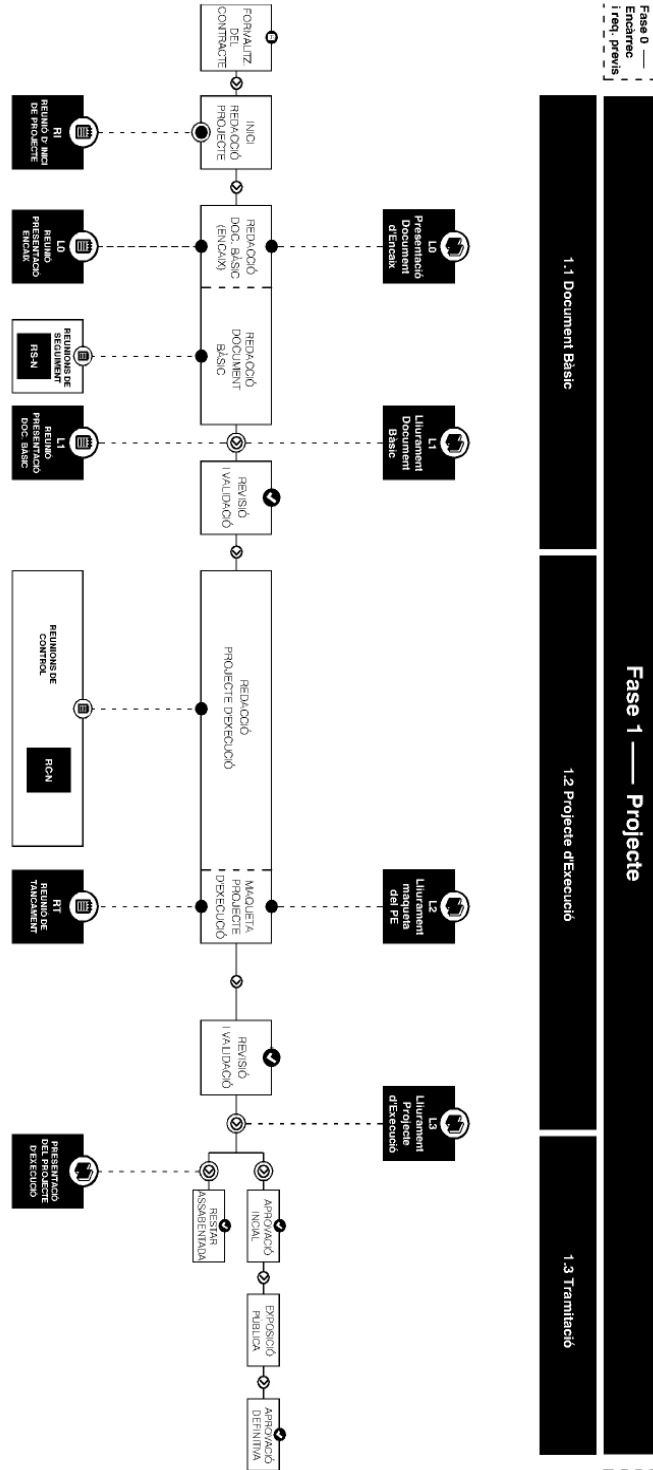 Fase 0 —
Encàrrec
i req. previs
Fase 1 — Projecte
1.1 Document Bàsic
1.2 Projecte d'Execució
1.3 Tramitació
L0
Presentació
Document
d'Encaix
L1
Lliurament
Document
Bàsic
L2
Lliurament
maqueta
del PE
L3
Lliurament
Projecte
d'Execució
FORMALITZ.
DEL
CONTRACTE
INICI
REDACCIÓ
PROJECTE
REDACCIÓ
DOC. BÀSIC
(ENCAIX)
REDACCIÓ
DOCUMENT
BÀSIC
REVISIÓ
I VALIDACIÓ
REDACCIÓ
PROJECTE D'EXECUCIÓ
MAQUETA
PROJECTE
D'EXECUCIÓ
REVISIÓ
I VALIDACIÓ
APROVACIÓ
INCIAL
EXPOSICIÓ
PÚBLICA
APROVACIÓ
DEFINITIVA
RESTAR
ASSABENTADA
RI
REUNIÓ D' INICI
DE PROJECTE
L0
REUNIÓ
PRESENTACIÓ
ENCAIX
REUNIONS DE
SEGUIMENT
RS-N
L1
REUNIÓ
PRESENTACIÓ
DOC. BÀSIC
REUNIONS DE
CONTROL
RC-N
RT
REUNIÓ DE
TANCAMENT
PRESENTACIÓ
DEL PROJECTE
D'EXECUCIÓ